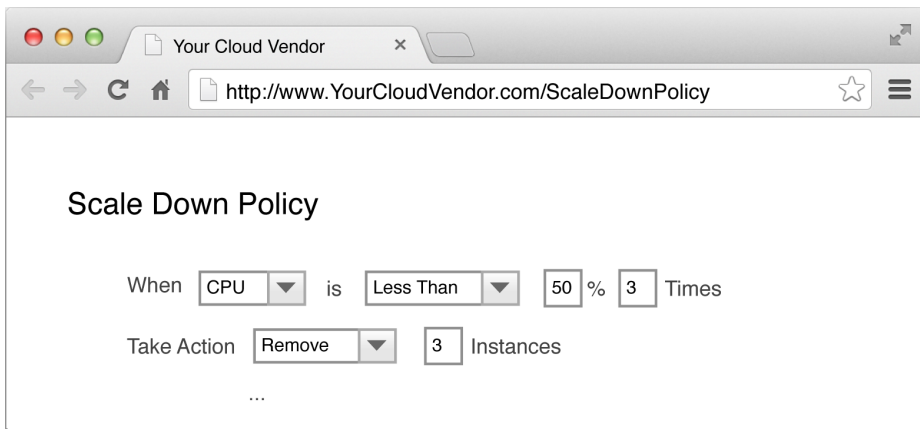 Your Cloud Vendor
http://www.YourCloudVendor.com/ScaleDownPolicy
Scale Down Policy
When CPU is Less Than 50 % 3 Times
Take Action Remove 3 Instances
...